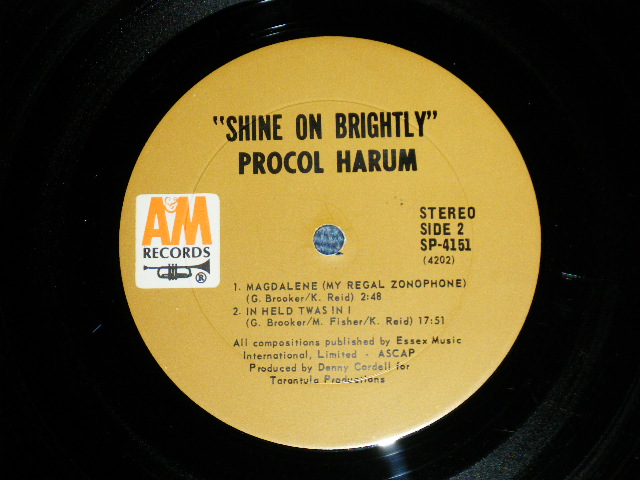 "SHINE ON BRIGHTLY"
PROCOL HARUM
A&M
RECORDS
®
STEREO
SIDE 2
SP-4151
(4202)
1. MAGDALENE (MY REGAL ZONOPHONE)
(G. Brooker/K. Reid) 2:48
2. IN HELD TWAS IN I
(G. Brooker/M. Fisher/K. Reid) 17:51
All compositions published by Essex Music
International, Limited - ASCAP
Produced by Denny Cordell for
Tarantula Productions